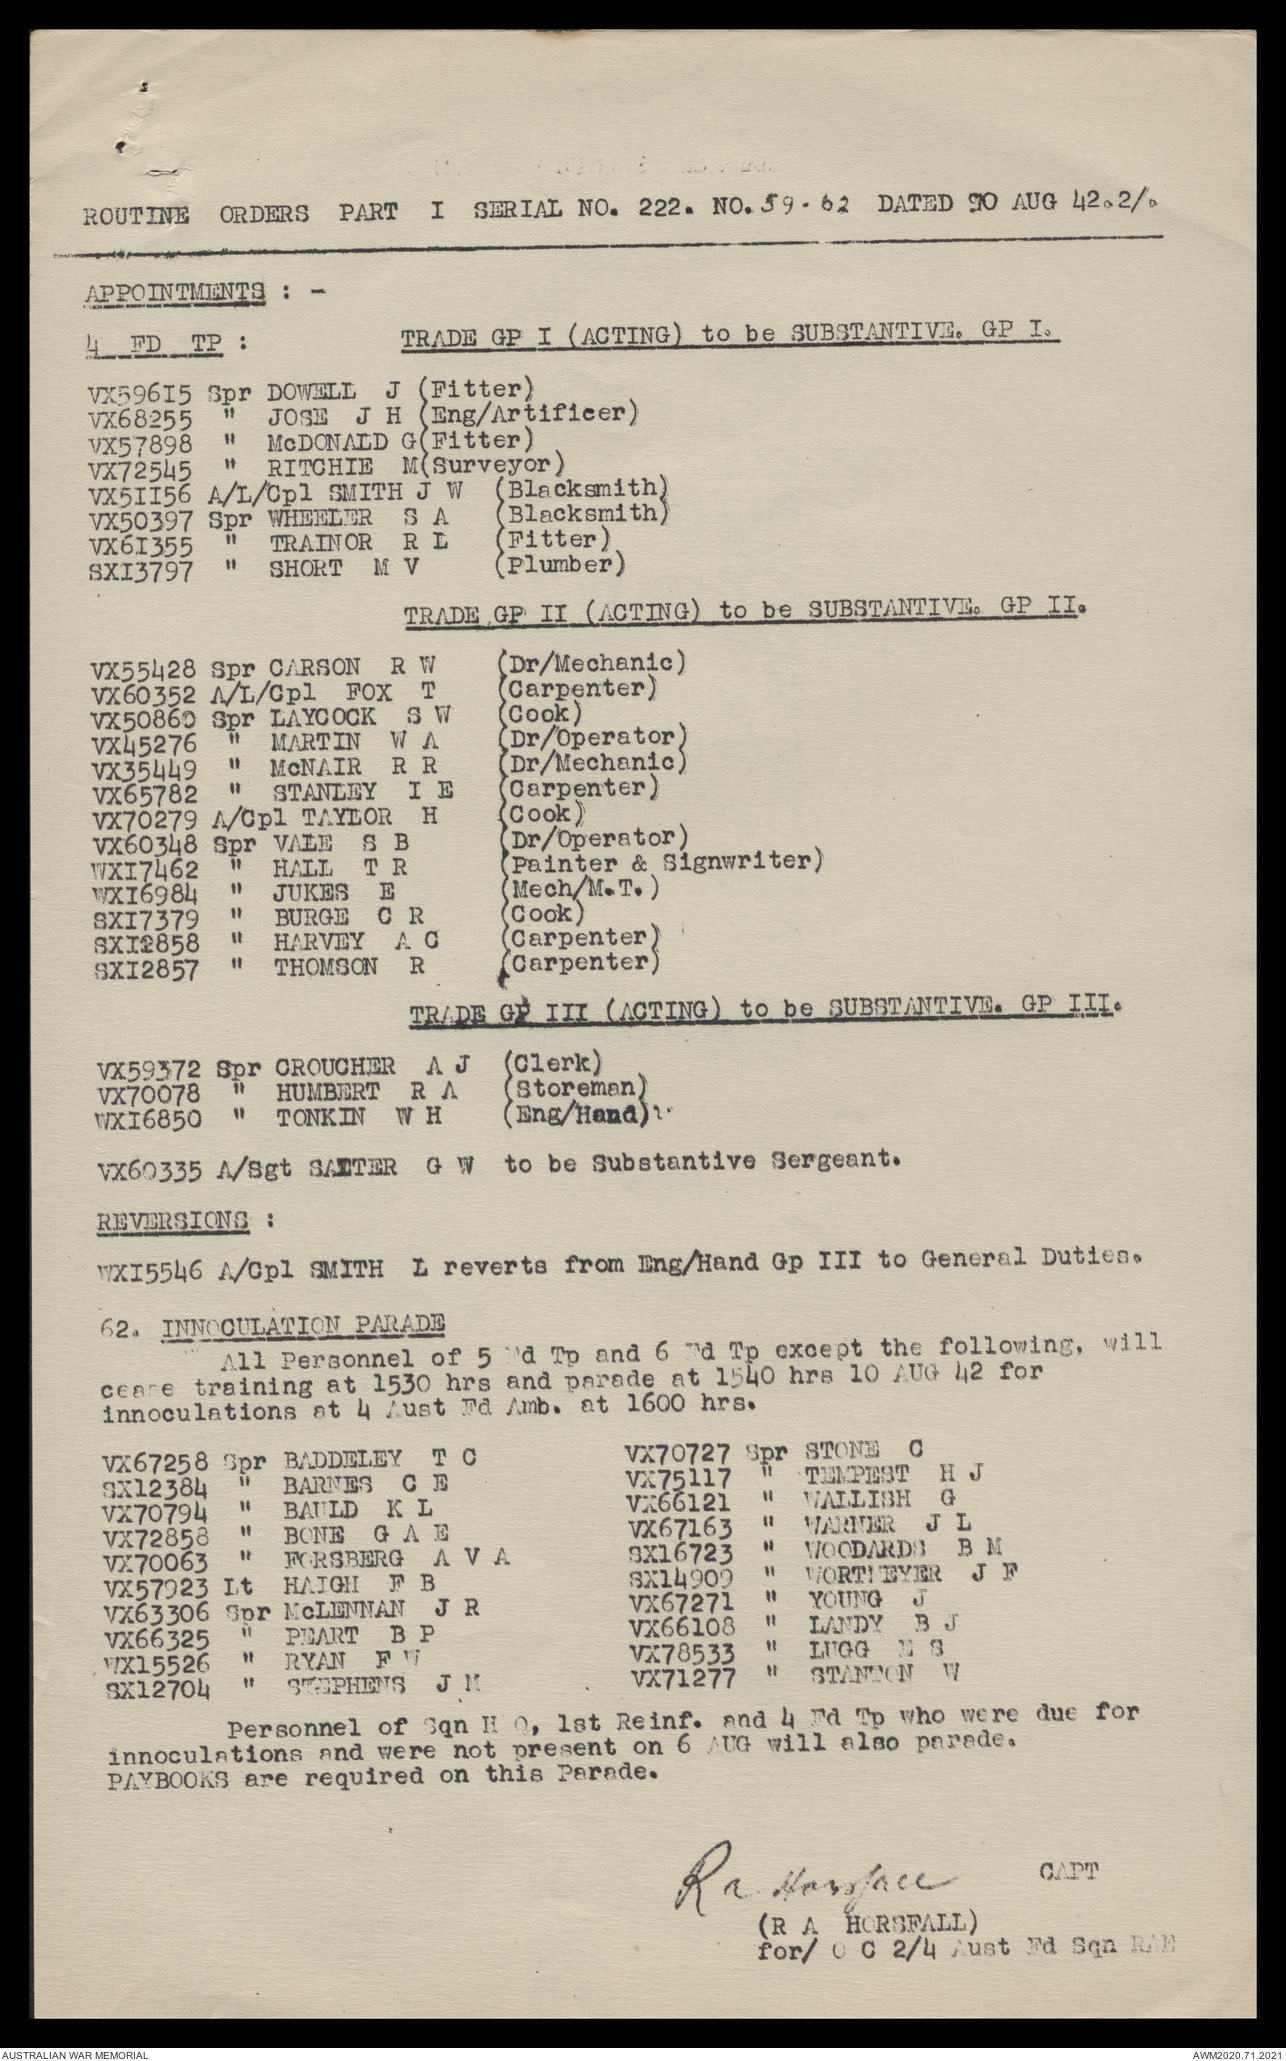 ROUTINE ORDERS PART I SERIAL NO. 222. NO. 59-62 DATED 10 AUG 42.2/.
APPOINTMENTS : -
4 FD TP : TRADE GP I (ACTING) to be SUBSTANTIVE. GP I.
VX59615 Spr DOWELL J (Fitter)
VX68255 " JOSE J H (Eng/Artificer)
VX57898 " McDONALD G(Fitter)
VX72545 " RITCHIE M(Surveyor)
VX5II56 A/L/Cpl SMITH J W (Blacksmith)
VX50397 Spr WHEELER S A (Blacksmith)
VX6I355 " TRAINOR R L (Fitter)
SXI3797 " SHORT M V (Plumber)
TRADE GP II (ACTING) to be SUBSTANTIVE. GP II.
VX55428 Spr CARSON R W (Dr/Mechanic)
VX60352 A/L/Cpl FOX T (Carpenter)
VX50860 Spr LAYCOCK S W (Cook)
VX45276 " MARTIN W A (Dr/Operator)
VX35449 " McNAIR R R (Dr/Mechanic)
VX65782 " STANLEY I E (Carpenter)
VX70279 A/Cpl TAYLOR H (Cook)
VX60348 Spr VALE S B (Dr/Operator)
WXI7462 " HALL T R (Painter & Signwriter)
WXI6984 " JUKES E (Mech/M.T.)
SXI7379 " BURGE C R (Cook)
SXI2858 " HARVEY A C (Carpenter)
SXI2857 " THOMSON R (Carpenter)
TRADE GP III (ACTING) to be SUBSTANTIVE. GP III.
VX59372 Spr CROUCHER A J (Clerk)
VX70078 " HUMBERT R A (Storeman)
WXI6850 " TONKIN W H (Eng/Hand)
VX60335 A/Sgt SALTER G W to be Substantive Sergeant.
REVERSIONS :
WXI5546 A/Cpl SMITH L reverts from Eng/Hand Gp III to General Duties.
62. INNOCULATION PARADE
All Personnel of 5 Fd Tp and 6 Fd Tp except the following, will
cease training at 1530 hrs and parade at 1540 hrs 10 AUG 42 for
innoculations at 4 Aust Fd Amb. at 1600 hrs.
VX67258 Spr BADDELEY T C VX70727 Spr STONE C
SX12384 " BARNES C E VX75117 " TEMPEST H J
VX70794 " BAULD K L VX66121 " WALLISH G
VX72858 " BONE G A E VX67163 " WARNER J L
VX70063 " FORSBERG A V A SX16723 " WOODARDS B M
VX57923 Lt HAIGH F B SX14909 " WORTMEYER J F
VX63306 Spr McLENNAN J R VX67271 " YOUNG J
VX66325 " PEART B P VX66108 " LANDY B J
WX15526 " RYAN F W VX78533 " LUGG E S
SX12704 " STEPHENS J M VX71277 " STANTON W
Personnel of Sqn H Q, 1st Reinf. and 4 Fd Tp who were due for
innoculations and were not present on 6 AUG will also parade.
PAYBOOKS are required on this Parade.
R a Horsfall CAPT
(R A HORSFALL)
for/ O C 2/4 Aust Fd Sqn RAE
AUSTRALIAN WAR MEMORIAL AWM2020.71.2021